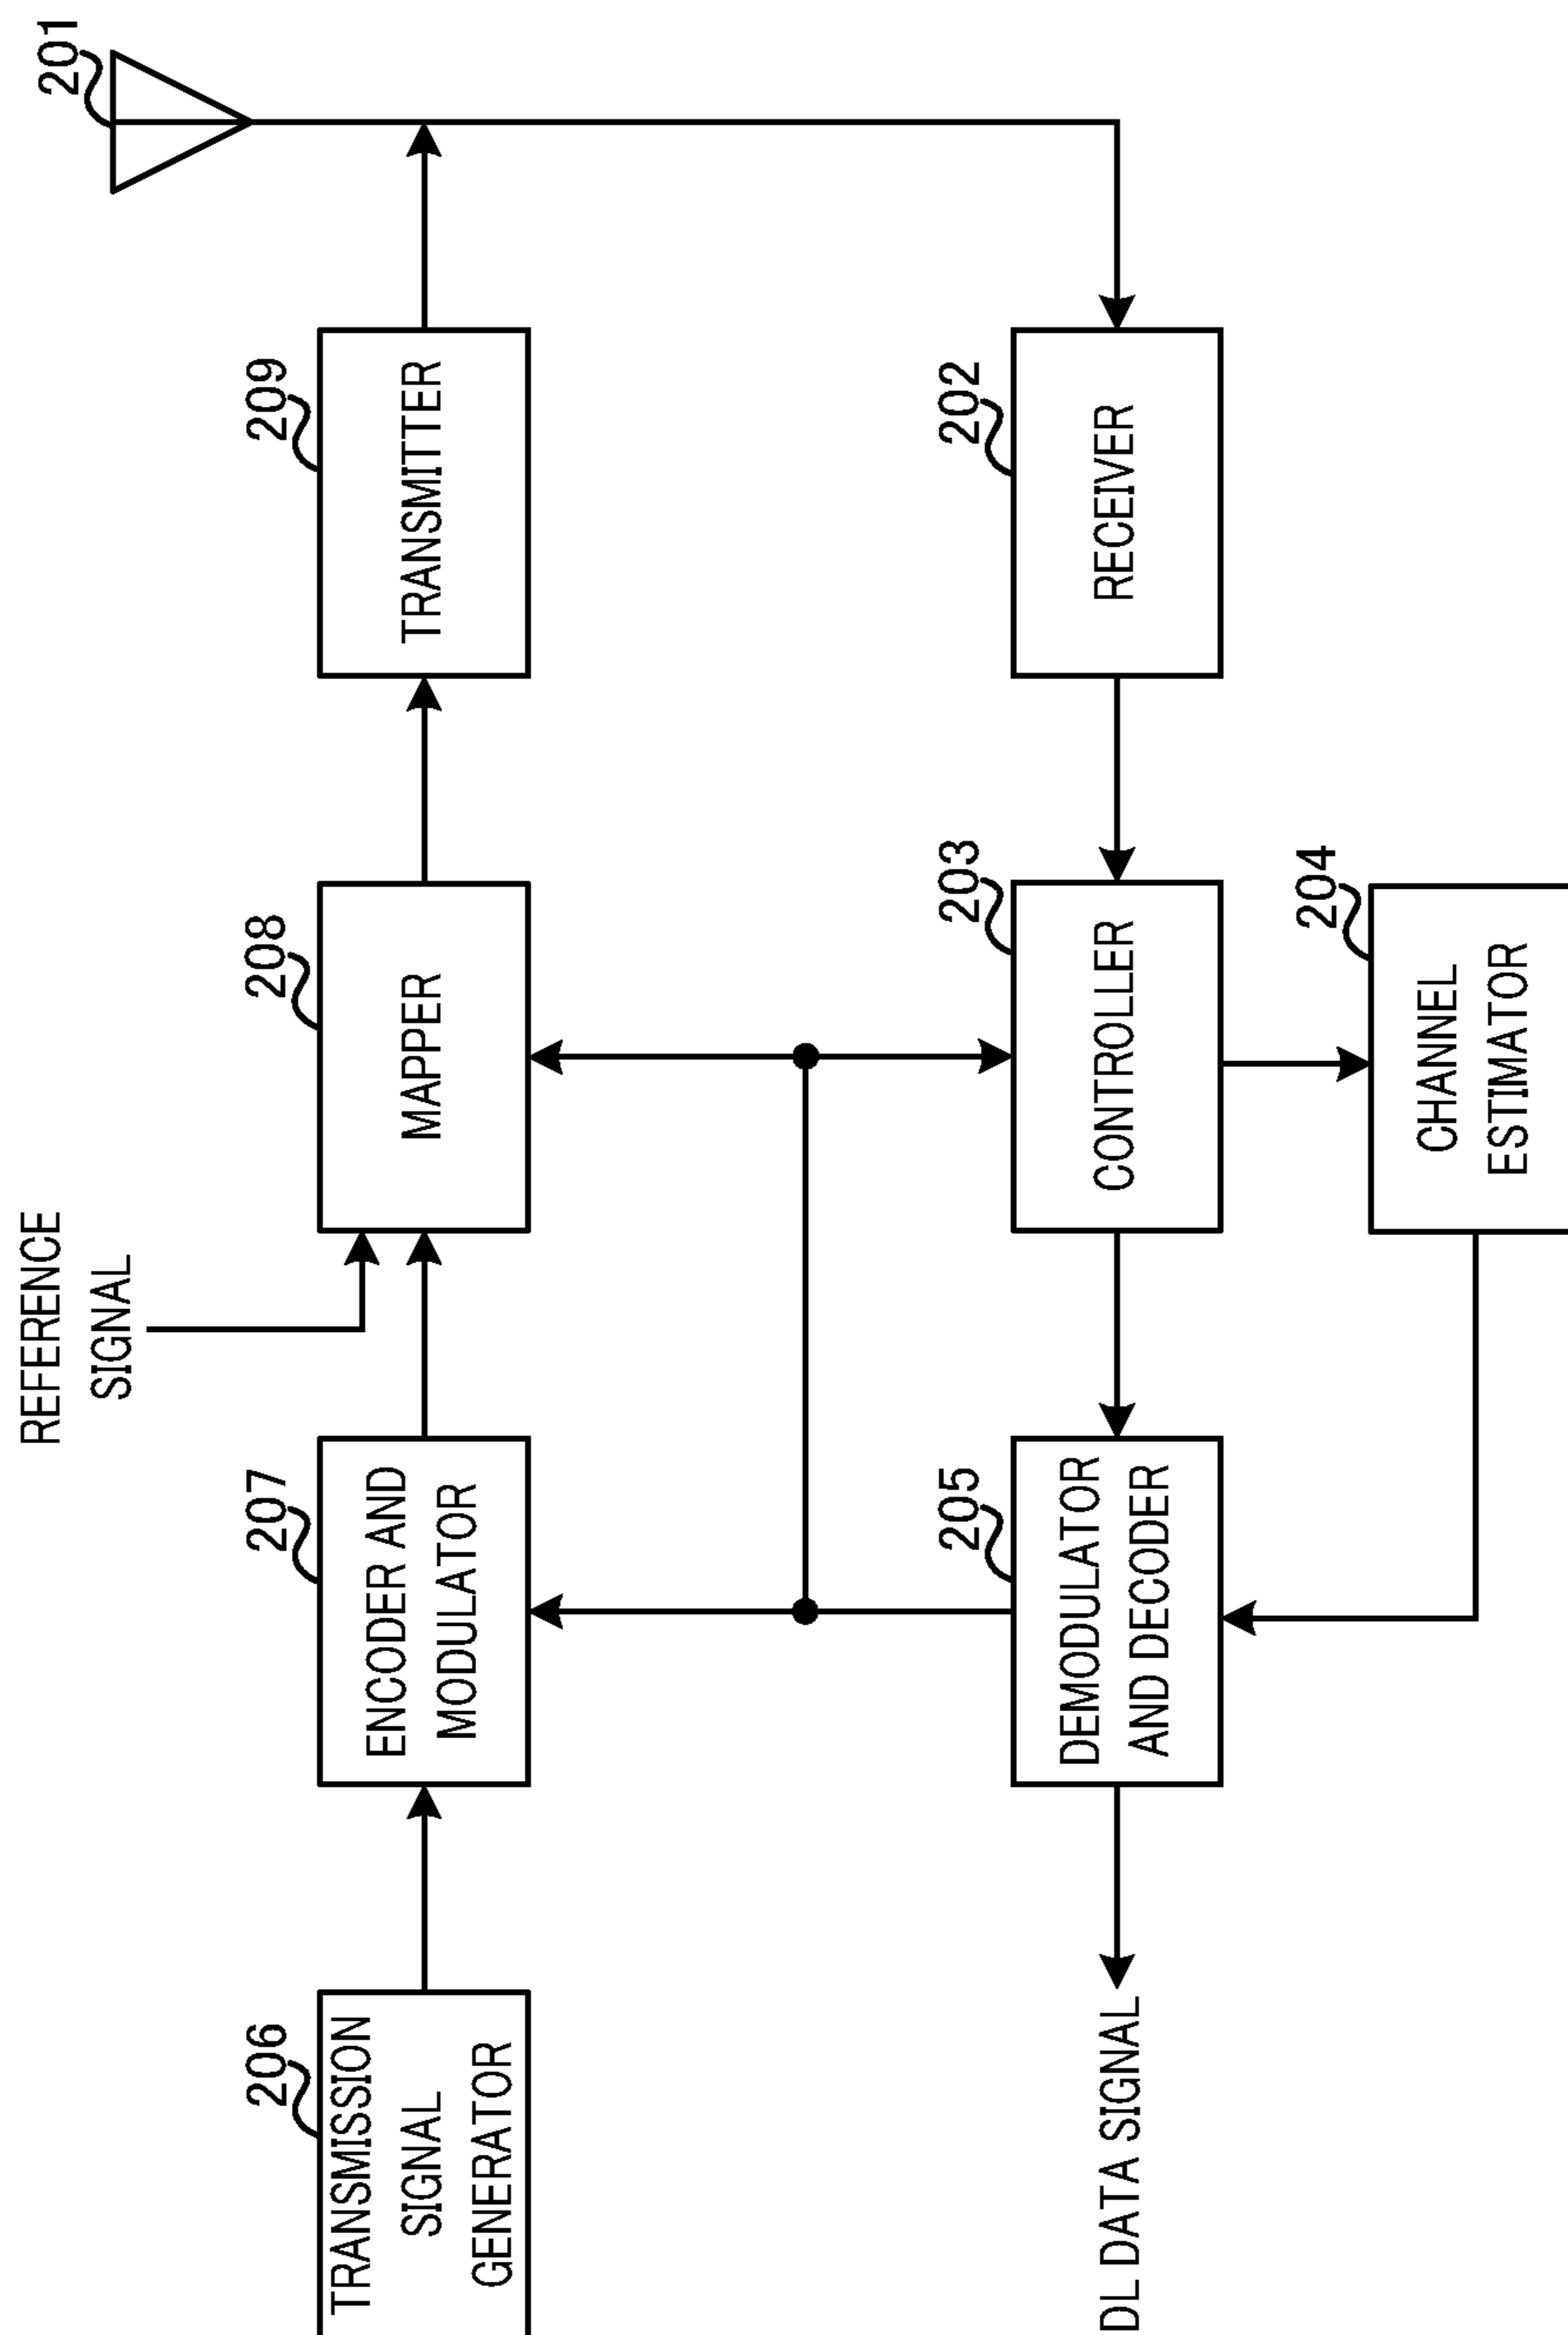 201
206
TRANSMISSION
SIGNAL
GENERATOR
207
ENCODER AND
MODULATOR
REFERENCE
SIGNAL
208
MAPPER
209
TRANSMITTER
DL DATA SIGNAL
205
DEMODULATOR
AND DECODER
203
CONTROLLER
202
RECEIVER
204
CHANNEL
ESTIMATOR